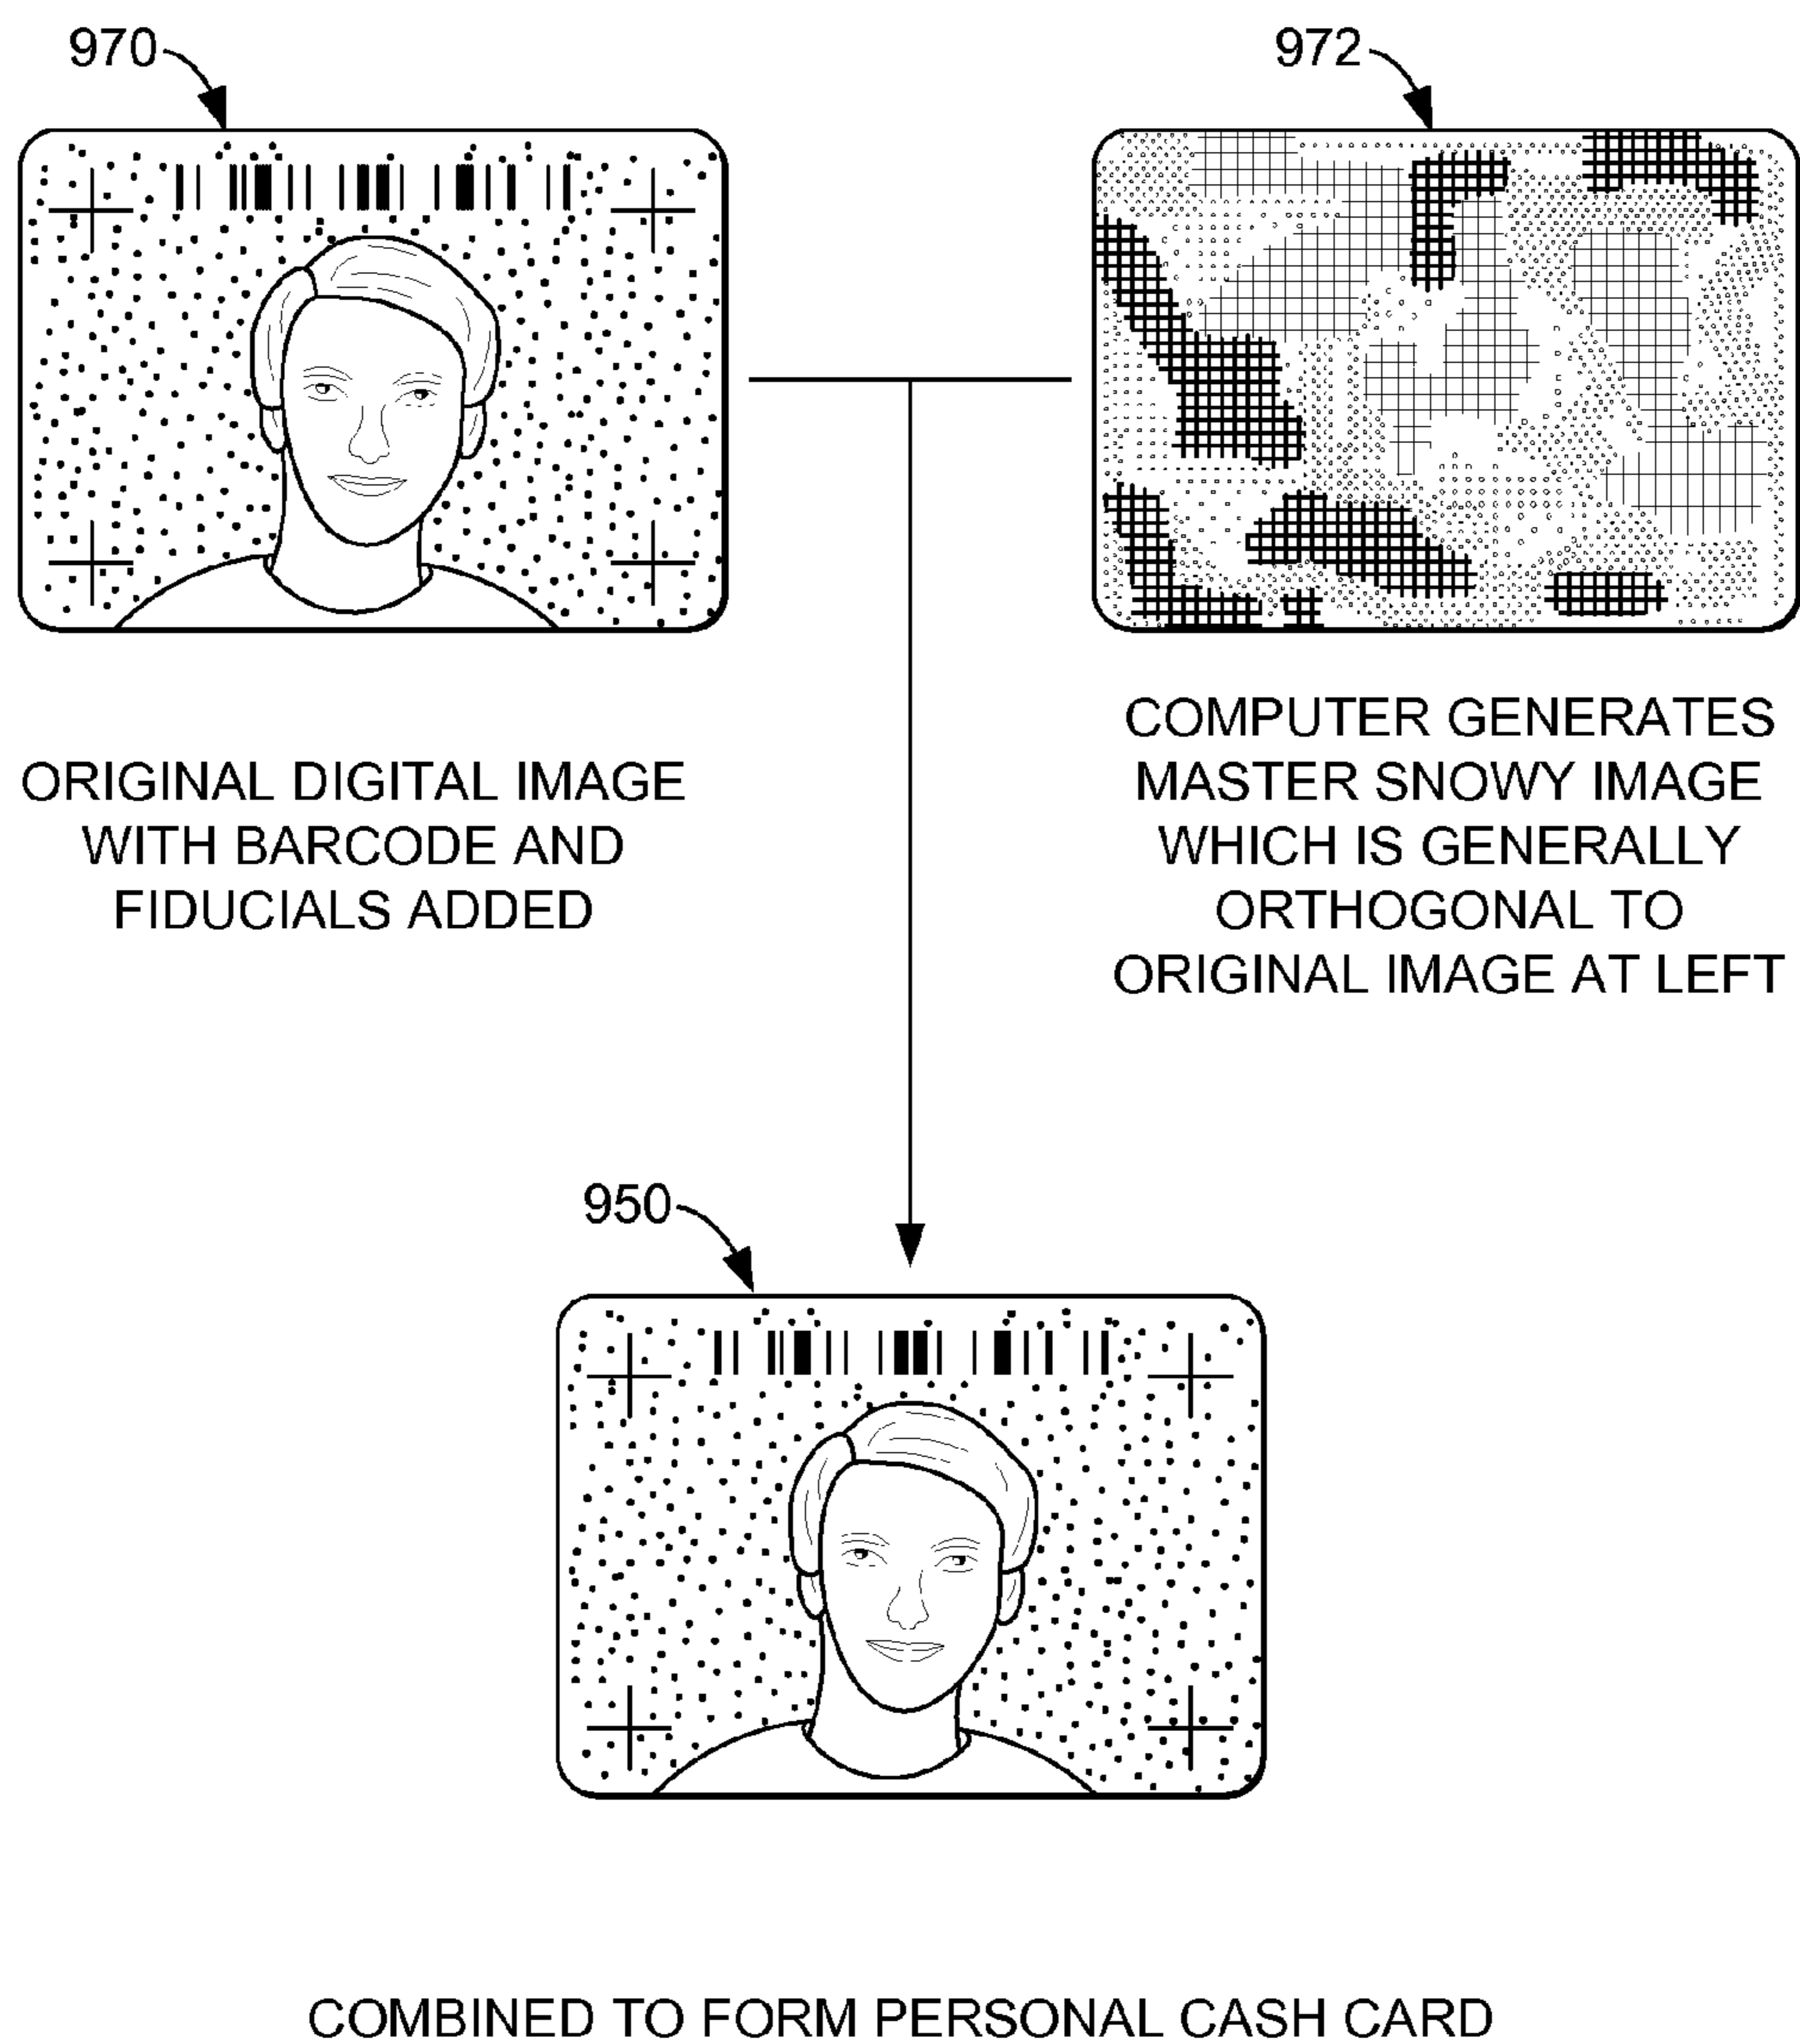 970
972
ORIGINAL DIGITAL IMAGE
WITH BARCODE AND
FIDUCIALS ADDED
COMPUTER GENERATES
MASTER SNOWY IMAGE
WHICH IS GENERALLY
ORTHOGONAL TO
ORIGINAL IMAGE AT LEFT
950
COMBINED TO FORM PERSONAL CASH CARD